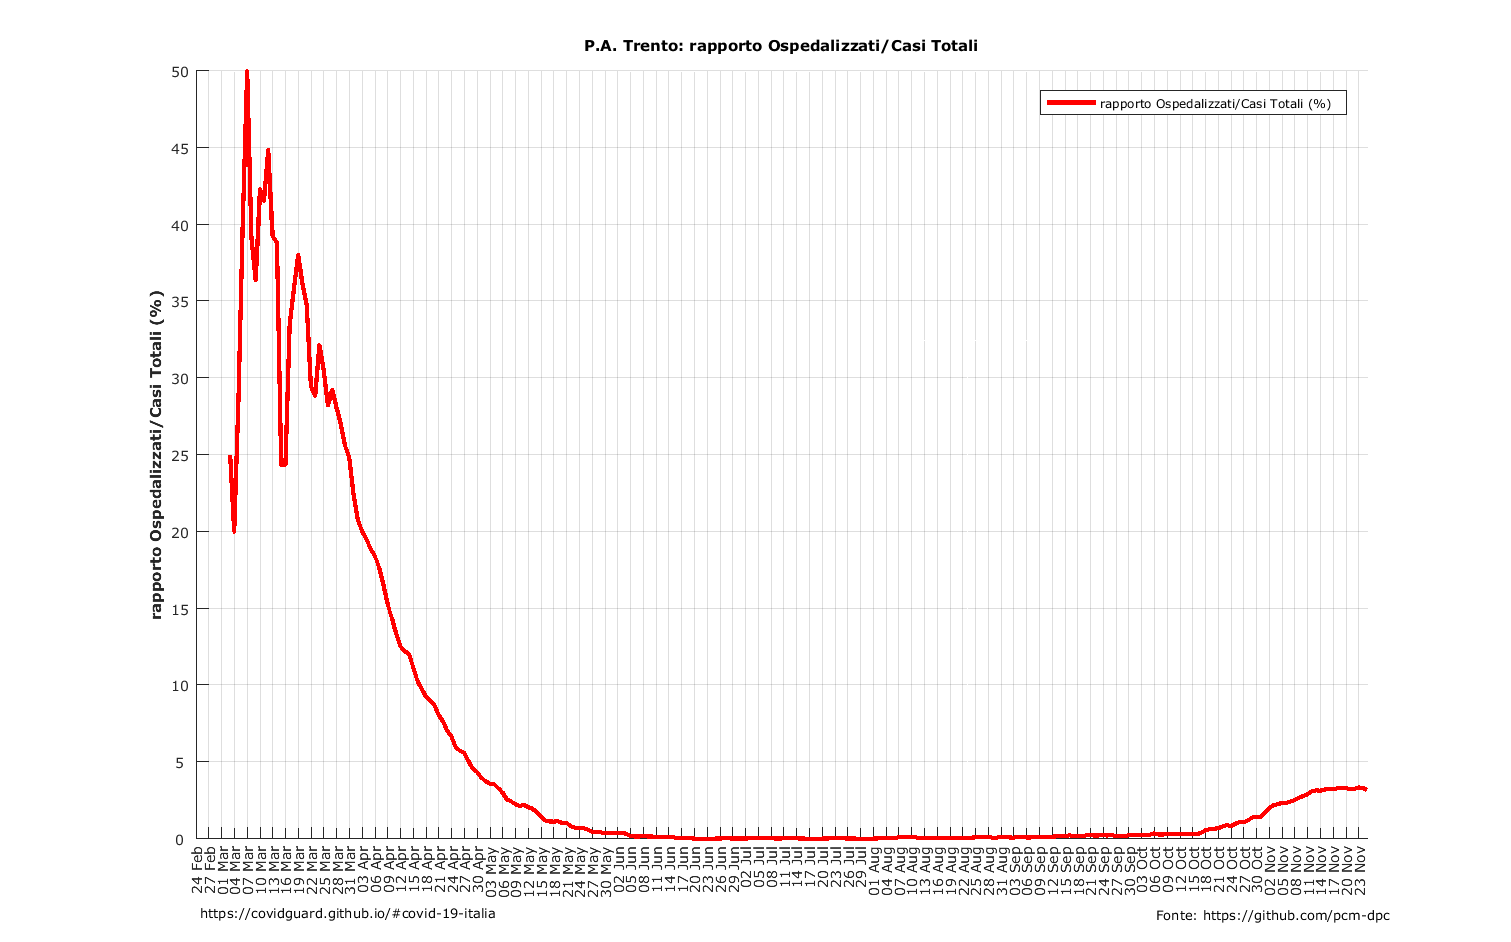 P.A. Trento: rapporto Ospedalizzati/Casi Totali
rapporto Ospedalizzati/Casi Totali (%)
rapporto Ospedalizzati/Casi Totali (%)
50
45
40
35
30
25
20
15
10
5
0
24 Feb
27 Feb
01 Mar
04 Mar
07 Mar
10 Mar
13 Mar
16 Mar
19 Mar
22 Mar
25 Mar
28 Mar
31 Mar
03 Apr
06 Apr
09 Apr
12 Apr
15 Apr
18 Apr
21 Apr
24 Apr
27 Apr
30 Apr
03 May
06 May
09 May
12 May
15 May
18 May
21 May
24 May
27 May
30 May
02 Jun
05 Jun
08 Jun
11 Jun
14 Jun
17 Jun
20 Jun
23 Jun
26 Jun
29 Jun
02 Jul
05 Jul
08 Jul
11 Jul
14 Jul
17 Jul
20 Jul
23 Jul
26 Jul
29 Jul
01 Aug
04 Aug
07 Aug
10 Aug
13 Aug
16 Aug
19 Aug
22 Aug
25 Aug
28 Aug
31 Aug
03 Sep
06 Sep
09 Sep
12 Sep
15 Sep
18 Sep
21 Sep
24 Sep
27 Sep
30 Sep
03 Oct
06 Oct
09 Oct
12 Oct
15 Oct
18 Oct
21 Oct
24 Oct
27 Oct
30 Oct
02 Nov
05 Nov
08 Nov
11 Nov
14 Nov
17 Nov
20 Nov
23 Nov
https://covidguard.github.io/#covid-19-italia
Fonte: https://github.com/pcm-dpc